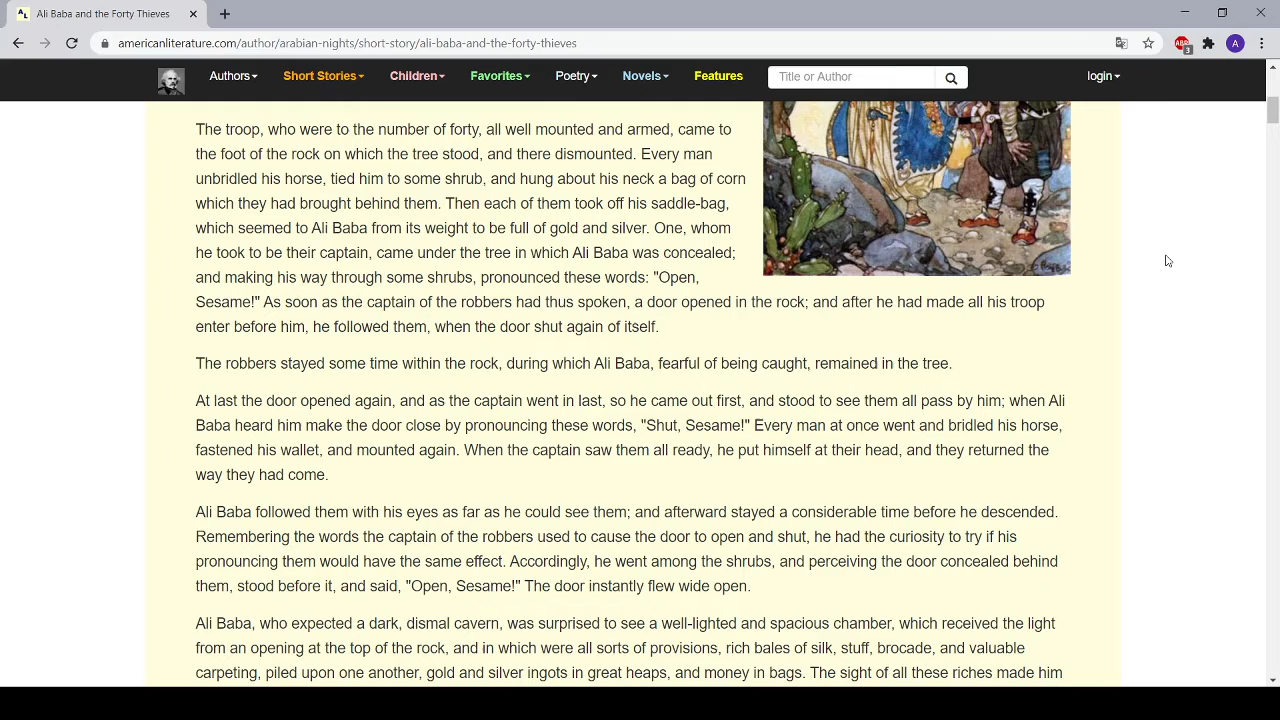 Ali Baba and the Forty Thieves
americanliterature.com/author/arabian-nights/short-story/ali-baba-and-the-forty-thieves
ABP
3
A
Authors Short Stories Children Favorites Poetry Novels Features Title or Author login
The troop, who were to the number of forty, all well mounted and armed, came to
the foot of the rock on which the tree stood, and there dismounted. Every man
unbridled his horse, tied him to some shrub, and hung about his neck a bag of corn
which they had brought behind them. Then each of them took off his saddle-bag,
which seemed to Ali Baba from its weight to be full of gold and silver. One, whom
he took to be their captain, came under the tree in which Ali Baba was concealed;
and making his way through some shrubs, pronounced these words: "Open,
Sesame!" As soon as the captain of the robbers had thus spoken, a door opened in the rock; and after he had made all his troop
enter before him, he followed them, when the door shut again of itself.
The robbers stayed some time within the rock, during which Ali Baba, fearful of being caught, remained in the tree.
At last the door opened again, and as the captain went in last, so he came out first, and stood to see them all pass by him; when Ali
Baba heard him make the door close by pronouncing these words, "Shut, Sesame!" Every man at once went and bridled his horse,
fastened his wallet, and mounted again. When the captain saw them all ready, he put himself at their head, and they returned the
way they had come.
Ali Baba followed them with his eyes as far as he could see them; and afterward stayed a considerable time before he descended.
Remembering the words the captain of the robbers used to cause the door to open and shut, he had the curiosity to try if his
pronouncing them would have the same effect. Accordingly, he went among the shrubs, and perceiving the door concealed behind
them, stood before it, and said, "Open, Sesame!" The door instantly flew wide open.
Ali Baba, who expected a dark, dismal cavern, was surprised to see a well-lighted and spacious chamber, which received the light
from an opening at the top of the rock, and in which were all sorts of provisions, rich bales of silk, stuff, brocade, and valuable
carpeting, piled upon one another, gold and silver ingots in great heaps, and money in bags. The sight of all these riches made him